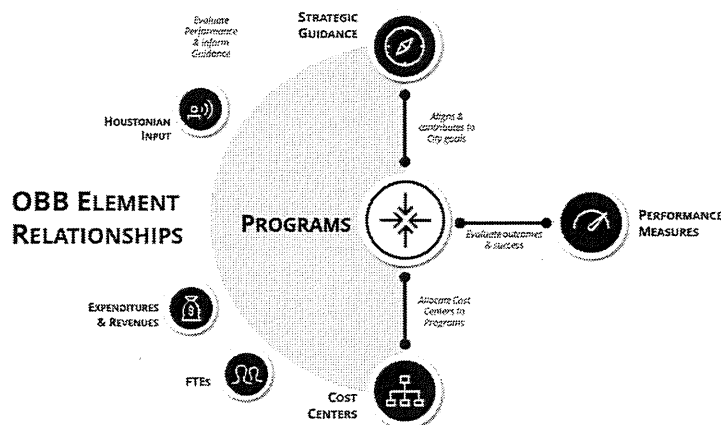 STRATEGIC
GUIDANCE
Evaluate
Performance
& inform
Guidance
HOUSTONIAN
INPUT
Aligns &
contributes to
City goals
OBB ELEMENT
RELATIONSHIPS
PROGRAMS
PERFORMANCE
MEASURES
Evaluate outcomes
& success
EXPENDITURES
& REVENUES
$
Allocate Cost
Centers to
Programs
FTES
COST
CENTERS